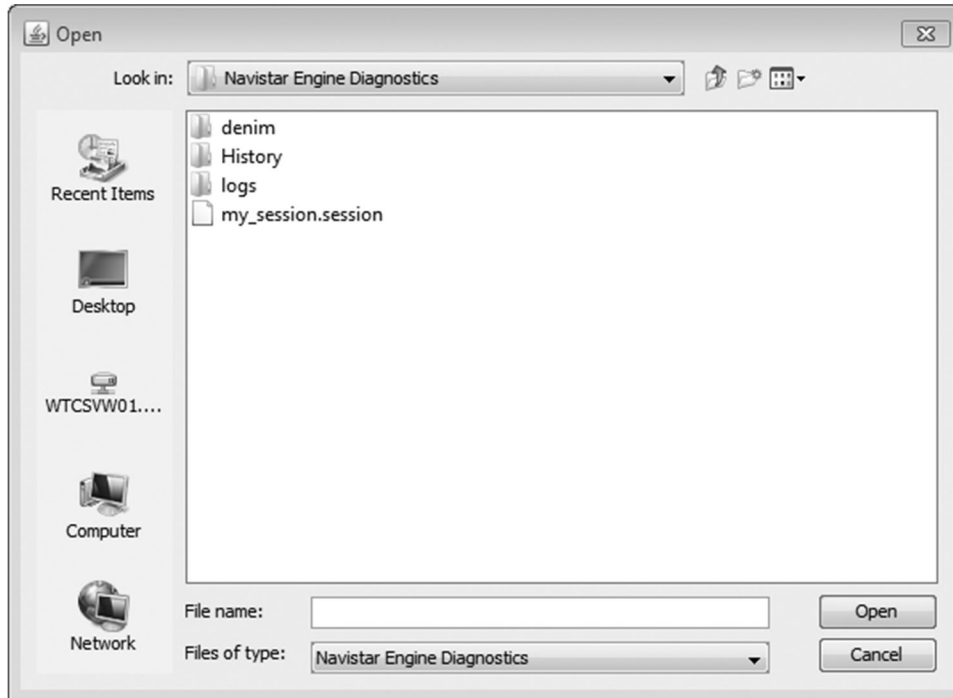 Open
Look in: Navistar Engine Diagnostics
denim
History
logs
my_session.session
Recent Items
Desktop
WTCSVW01....
Computer
Network
File name:
Open
Files of type: Navistar Engine Diagnostics
Cancel